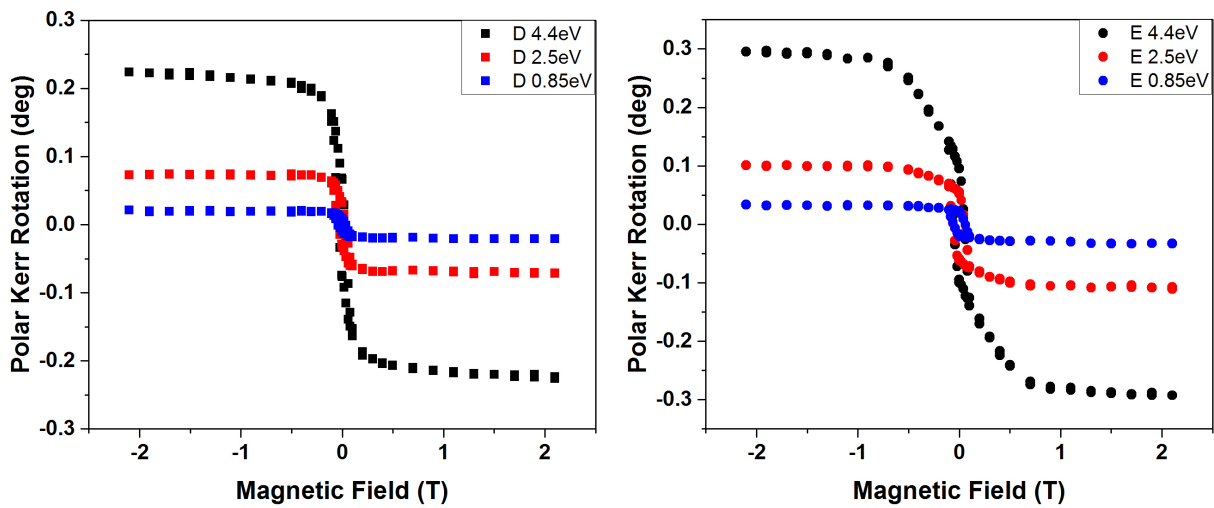 0.3
0.2
0.1
0.0
-0.1
-0.2
-0.3
-2
-1
0
1
2
Polar Kerr Rotation (deg)
Magnetic Field (T)
D 4.4eV
D 2.5eV
D 0.85eV
0.3
0.2
0.1
0.0
-0.1
-0.2
-0.3
-2
-1
0
1
2
Polar Kerr Rotation (deg)
Magnetic Field (T)
E 4.4eV
E 2.5eV
E 0.85eV